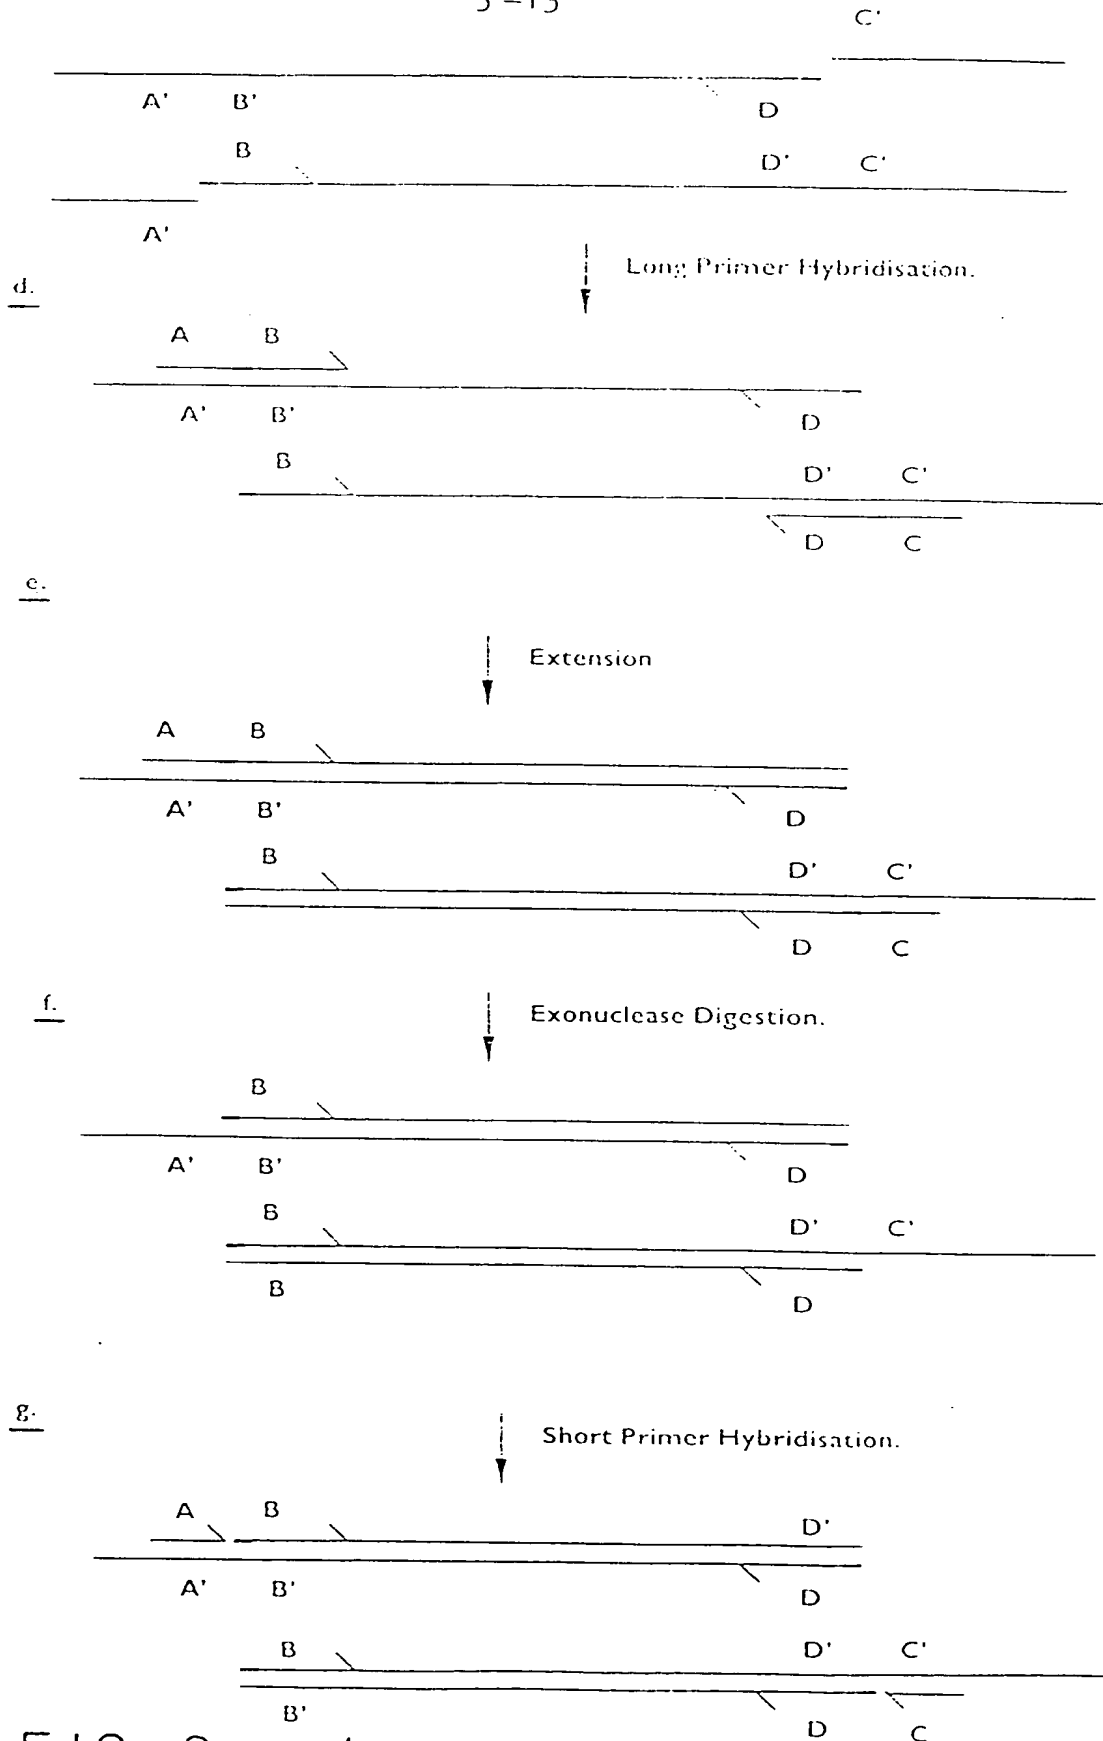 C'
A' B' D
B D' C'
A'
Long Primer Hybridisation.
d.
A B
A' B' D
B D' C'
D C
e.
Extension
A B
A' B' D
B D' C'
D C
f.
Exonuclease Digestion.
B
A' B' D
B D' C'
B D
g.
Short Primer Hybridisation.
A B D'
A' B' D
B D' C'
B' D C